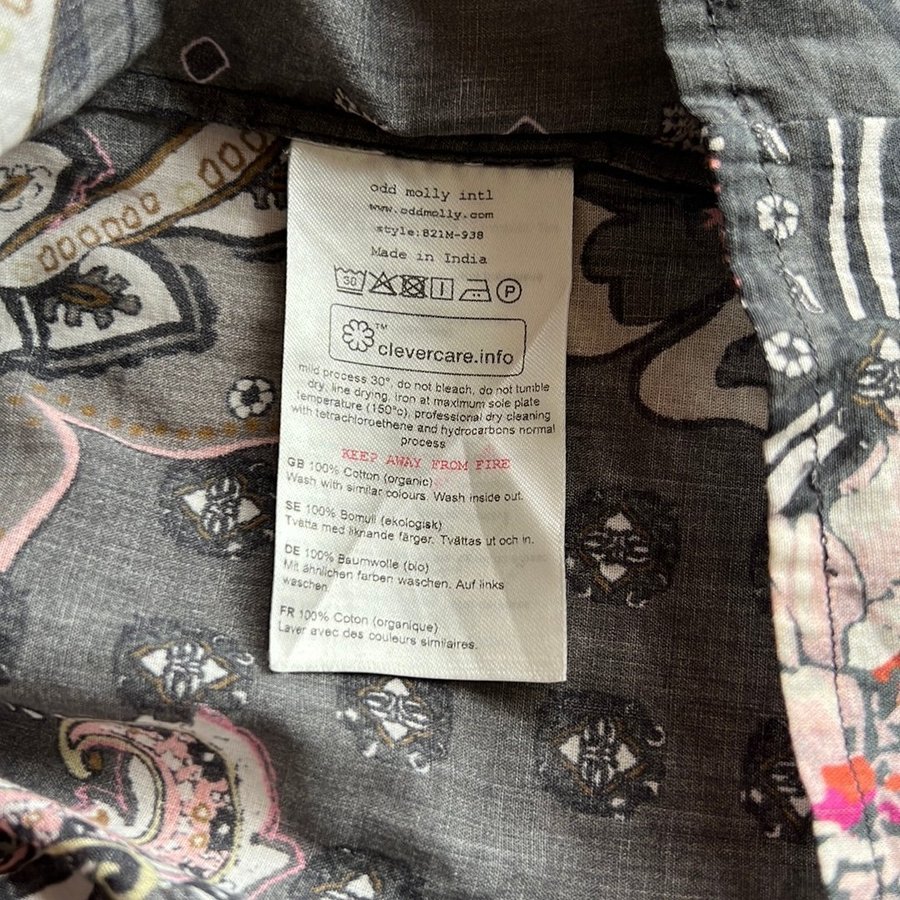 odd molly intl
www.oddmolly.com
style:821M-938
Made in India
30 P
™
clevercare.info
mild process 30°, do not bleach, do not tumble
dry, line drying, iron at maximum sole plate
temperature (150°c), professional dry cleaning
with tetrachloroethene and hydrocarbons normal
process
KEEP AWAY FROM FIRE
GB 100% Cotton (organic)
Wash with similar colours. Wash inside out.
SE 100% Bomull (ekologisk)
Tvätta med liknande färger. Tvättas ut och in.
DE 100% Baumwolle (bio)
Mit ähnlichen farben waschen. Auf links
waschen.
FR 100% Coton (organique)
Laver avec des couleurs similaires.